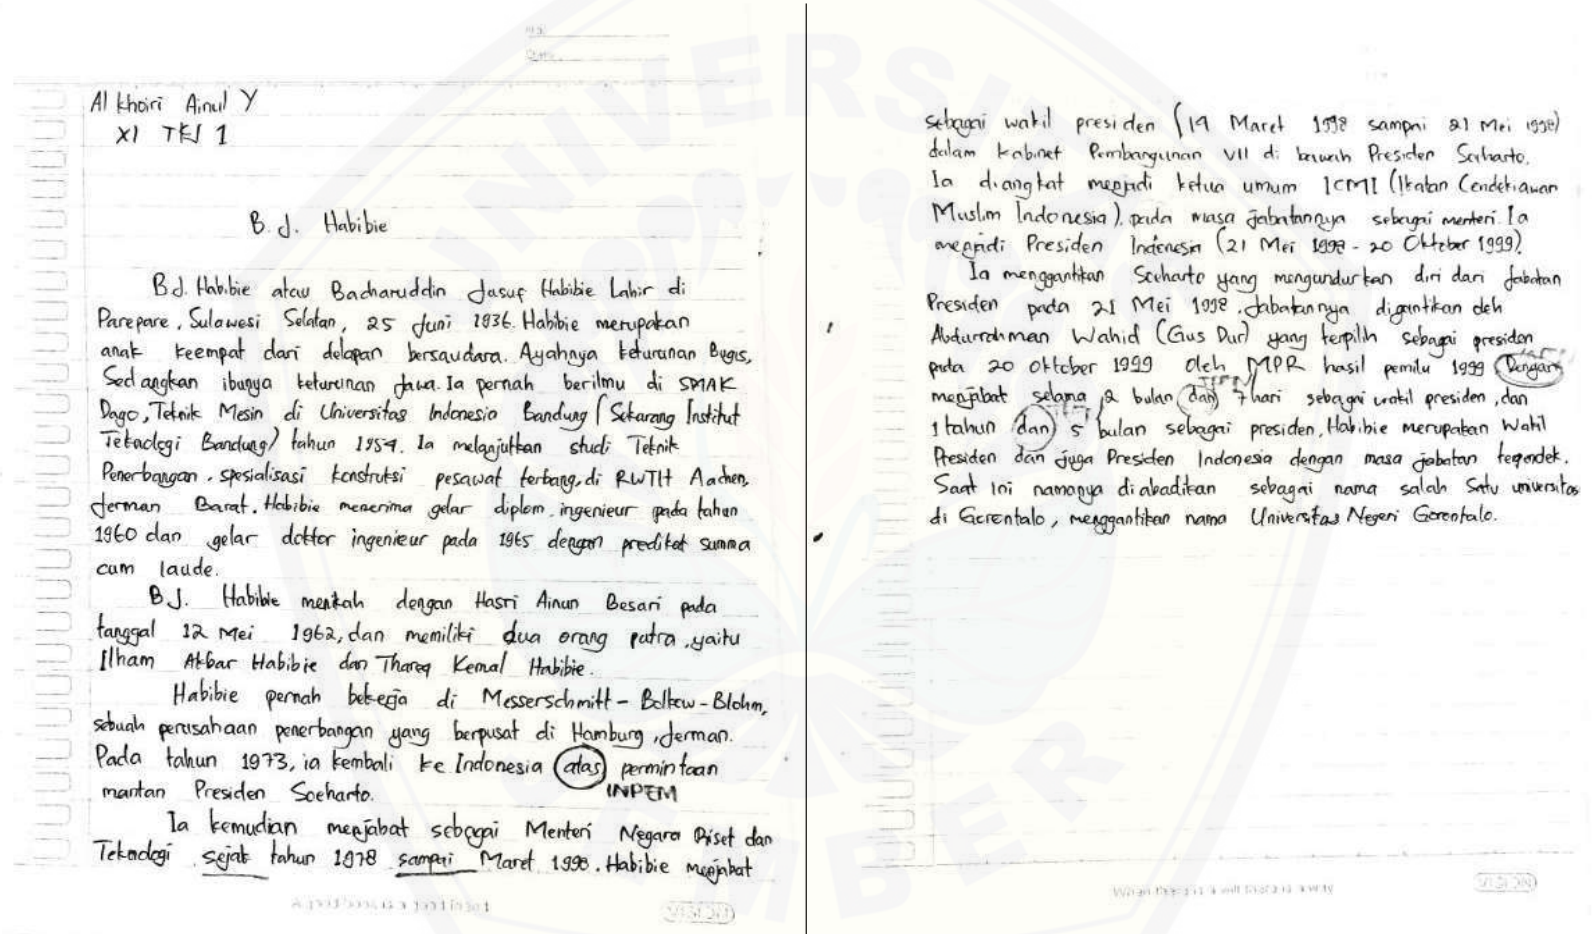 Al khoiri Ainul Y
XI TKJ 1
B. J. Habibie
B.J. Habibie atau Bacharuddin Jusuf Habibie Lahir di
Parepare, Sulawesi Selatan, 25 Juni 1936. Habibie merupakan
anak keempat dari delapan bersaudara. Ayahnya keturunan Bugis,
Sedangkan ibunya keturunan Jawa. Ia pernah berilmu di SMAK
Dago, Teknik Mesin di Universitas Indonesia Bandung (Sekarang Institut
Teknologi Bandung) tahun 1954. Ia melanjutkan studi Teknik
Penerbangan, spesialisasi konstruksi pesawat terbang, di RWTH Aachen,
Jerman Barat. Habibie menerima gelar diplom ingenieur pada tahun
1960 dan gelar doktor ingenieur pada 1965 dengan predikat summa
cum laude.
B.J. Habibie menikah dengan Hasri Ainun Besari pada
tanggal 12 Mei 1962, dan memiliki dua orang putra, yaitu
Ilham Akbar Habibie dan Thareq Kemal Habibie.
Habibie pernah bekerja di Messerschmitt - Bolkow - Blohm,
sebuah perusahaan penerbangan yang berpusat di Hamburg, Jerman.
Pada tahun 1973, ia kembali ke Indonesia atas permintaan
INPEM
mantan Presiden Soeharto.
Ia kemudian menjabat sebagai Menteri Negara Riset dan
Teknologi sejak tahun 1978 sampai Maret 1998. Habibie menjabat
sebagai wakil presiden (14 Maret 1998 sampai 21 Mei 1998)
dalam kabinet Pembangunan VII di bawah Presiden Soeharto.
Ia diangkat menjadi ketua umum ICMI (Ikatan Cendekiawan
Muslim Indonesia), pada masa jabatannya sebagai menteri. Ia
menjadi Presiden Indonesia (21 Mei 1998 - 20 Oktober 1999).
Ia menggantikan Soeharto yang mengundurkan diri dari jabatan
Presiden pada 21 Mei 1998. Jabatannya digantikan oleh
Abdurrahman Wahid (Gus Dur) yang terpilih sebagai presiden
pada 20 Oktober 1999 oleh MPR hasil pemilu 1999 Dengan
menjabat selama 2 bulan dan 7 hari sebagai wakil presiden, dan
1 tahun dan 5 bulan sebagai presiden, Habibie merupakan Wakil
Presiden dan juga Presiden Indonesia dengan masa jabatan terpendek.
Saat ini namanya diabadikan sebagai nama salah satu universitas
di Gorontalo, menggantikan nama Universitas Negeri Gorontalo.
UNIVERSIT
MBER